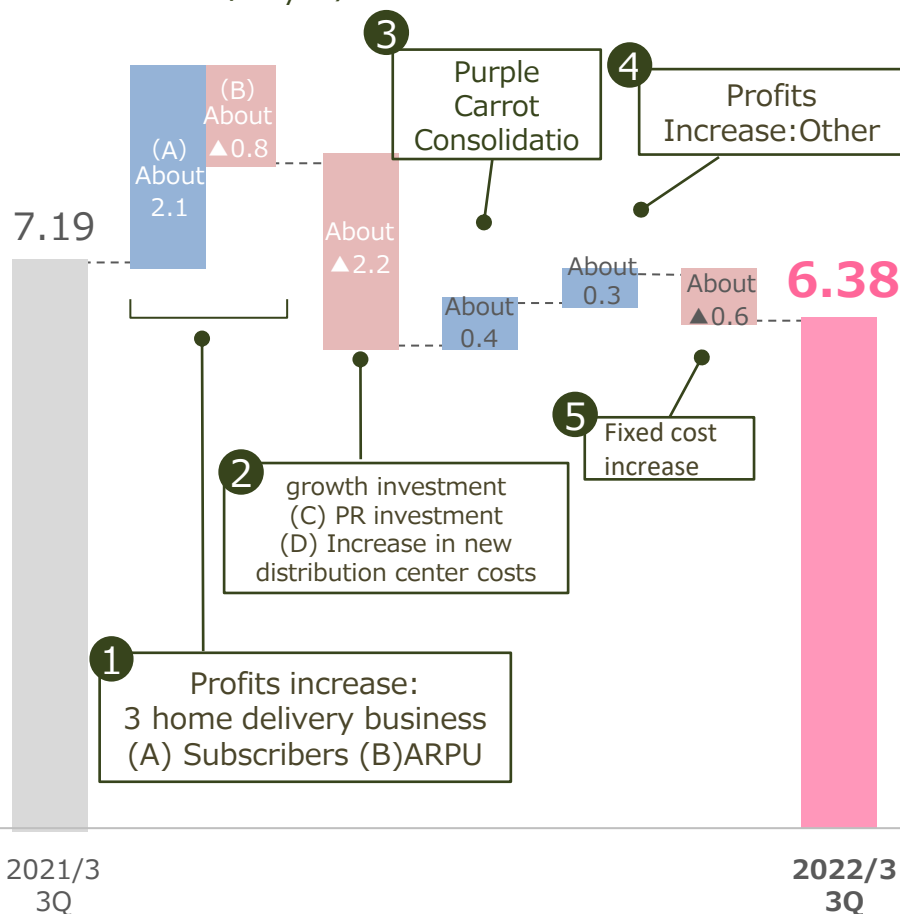 3
Purple
Carrot
Consolidatio
4
Profits
Increase:Other
(A)
About
2.1
(B)
About
▲0.8
7.19
About
▲2.2
About
0.4
About
0.3
About
▲0.6
6.38
5
Fixed cost
increase
2
growth investment
(C) PR investment
(D) Increase in new
distribution center costs
1
Profits increase:
3 home delivery business
(A) Subscribers (B)ARPU
2021/3
3Q
2022/3
3Q